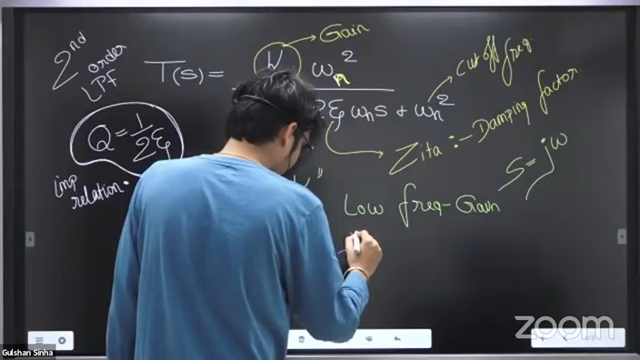 2nd
order
LPF
Gain
T(s) =
ωn²
2ξωns + ωn²
Cut off freq
Q = 1/2ξ
Imp
relation
Zita :- Damping factor
S = jω
Low freq-Gain
Gulshan Sinha
zoom